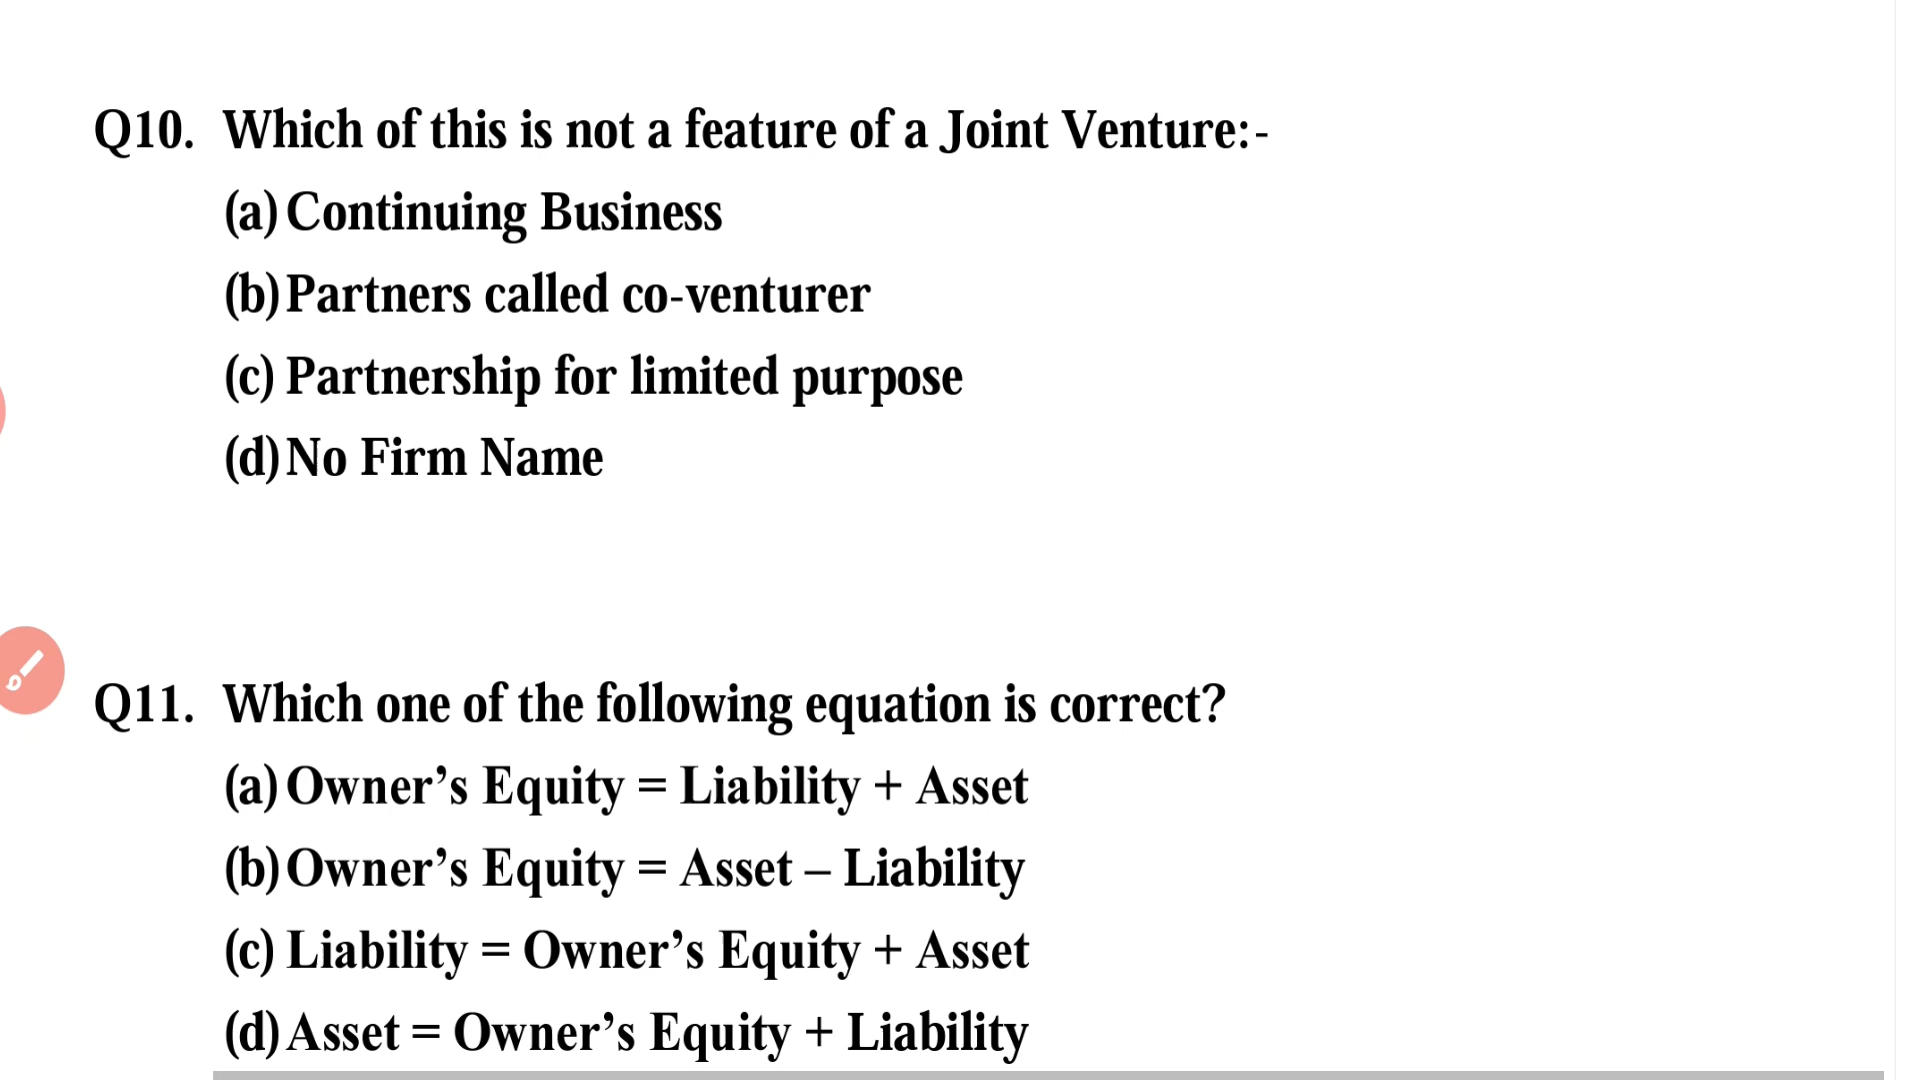 Q10. Which of this is not a feature of a Joint Venture:-
(a) Continuing Business
(b) Partners called co-venturer
(c) Partnership for limited purpose
(d) No Firm Name
Q11. Which one of the following equation is correct?
(a) Owner’s Equity = Liability + Asset
(b) Owner’s Equity = Asset – Liability
(c) Liability = Owner’s Equity + Asset
(d) Asset = Owner’s Equity + Liability